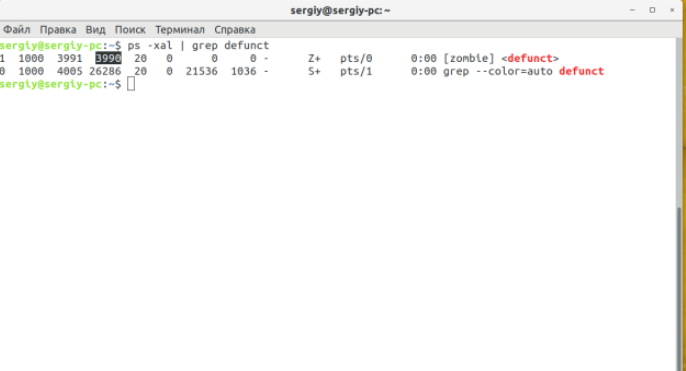 sergiy@sergiy-pc: ~
Файл Правка Вид Поиск Терминал Справка
sergiy@sergiy-pc:~$ ps -xal | grep defunct
1 1000 3991 3990 20 0 0 0 - Z+ pts/0 0:00 [zombie] <defunct>
0 1000 4005 26286 20 0 21536 1036 - S+ pts/1 0:00 grep --color=auto defunct
sergiy@sergiy-pc:~$